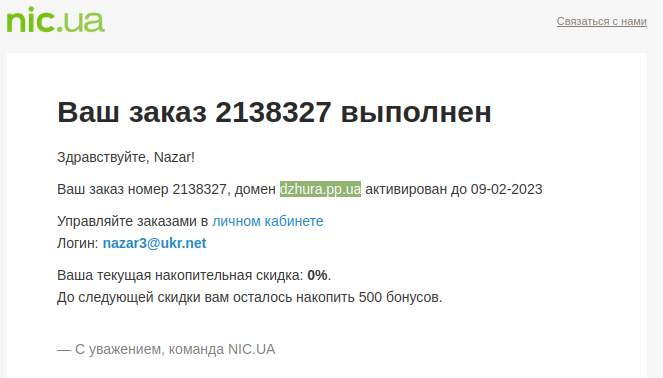 nic.ua
Связаться с нами
Ваш заказ 2138327 выполнен
Здравствуйте, Nazar!
Ваш заказ номер 2138327, домен dzhura.pp.ua активирован до 09-02-2023
Управляйте заказами в личном кабинете
Логин: nazar3@ukr.net
Ваша текущая накопительная скидка: 0%.
До следующей скидки вам осталось накопить 500 бонусов.
— С уважением, команда NIC.UA